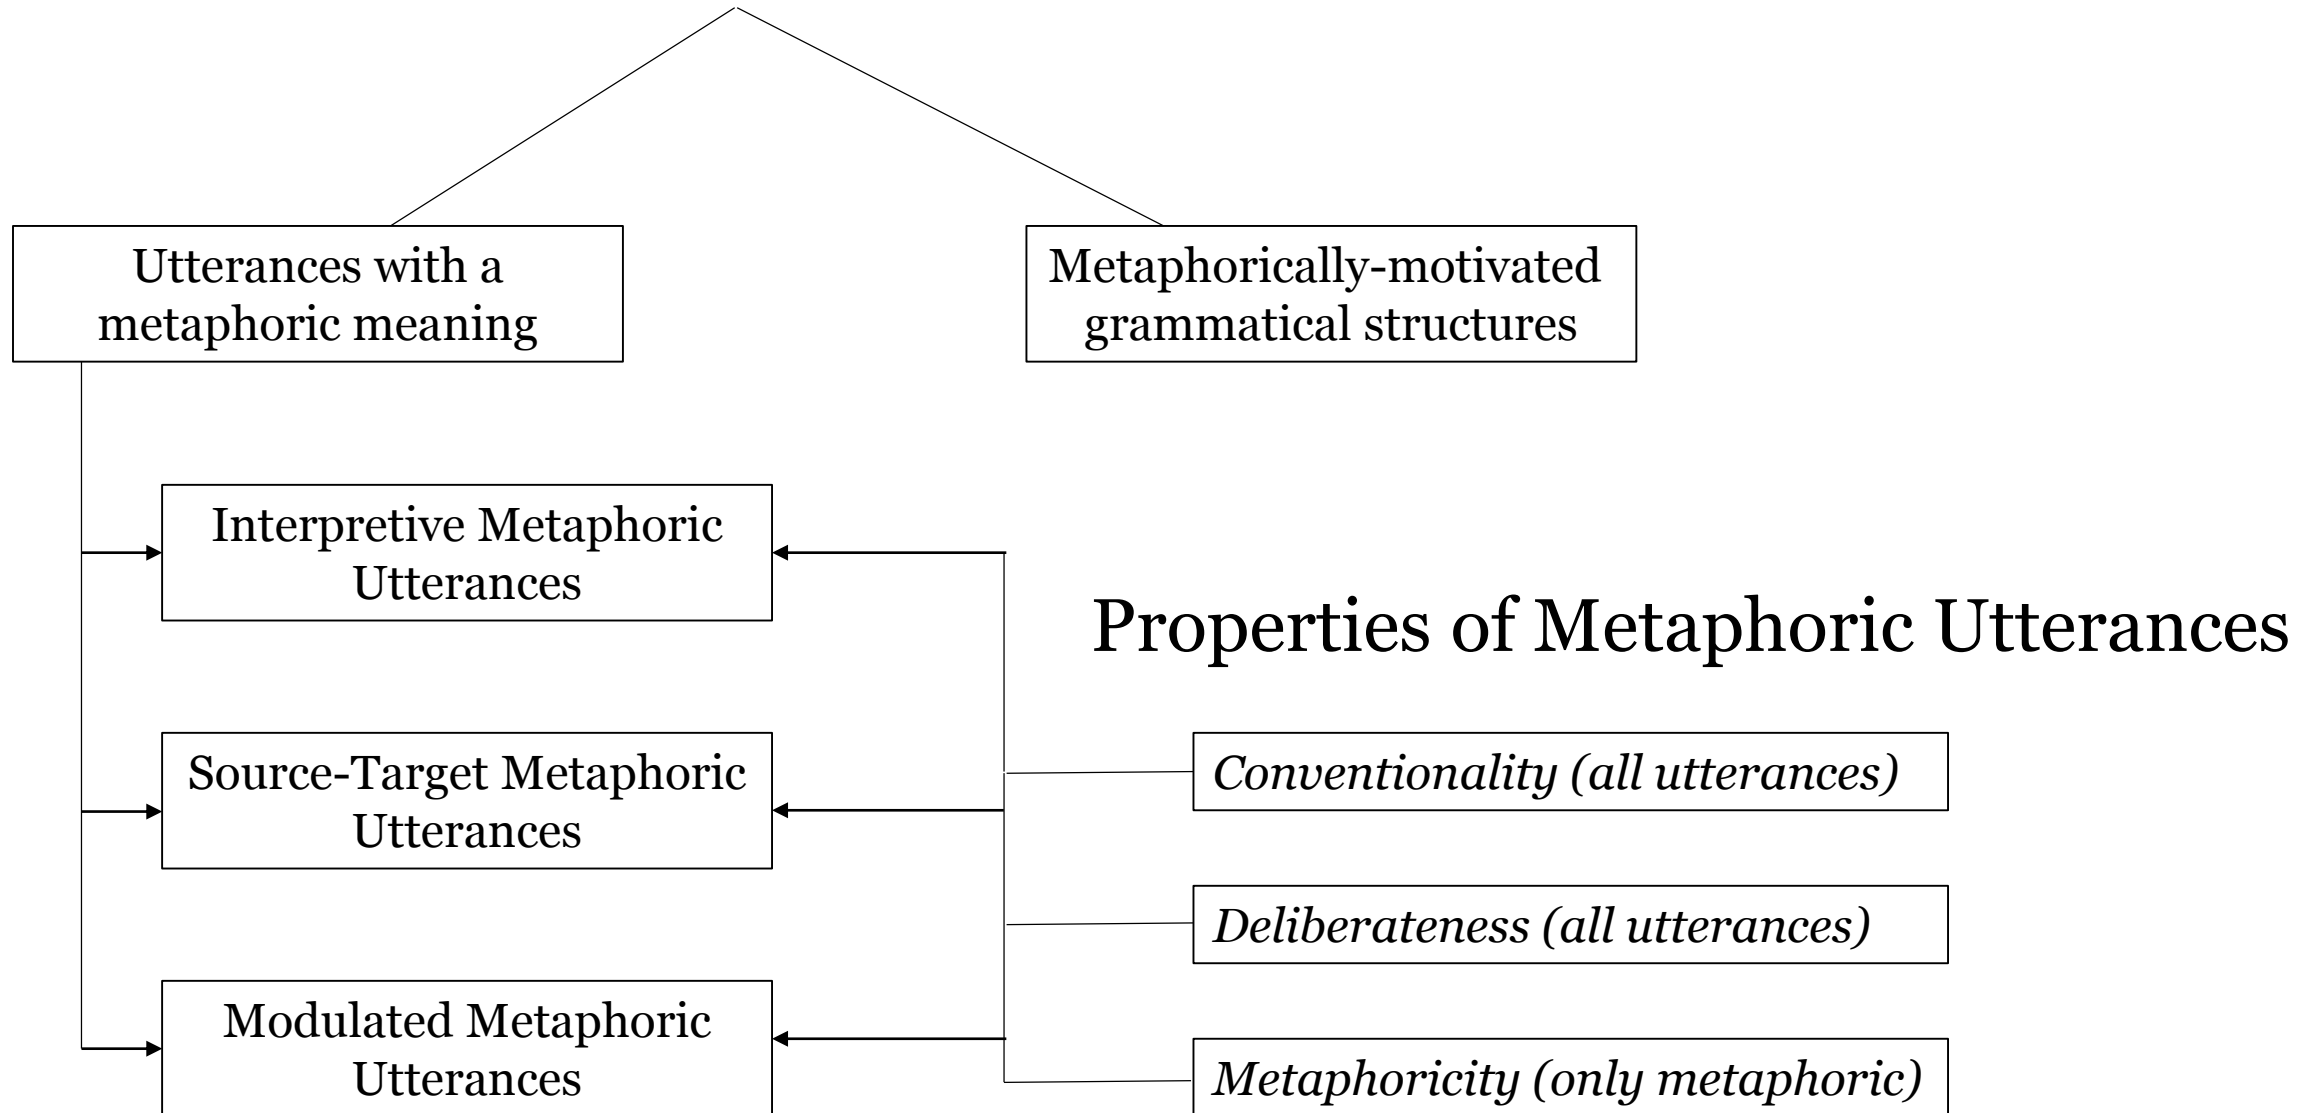 Utterances with a
metaphoric meaning
Metaphorically-motivated
grammatical structures
Interpretive Metaphoric
Utterances
Properties of Metaphoric Utterances
Source-Target Metaphoric
Utterances
Conventionality (all utterances)
Deliberateness (all utterances)
Modulated Metaphoric
Utterances
Metaphoricity (only metaphoric)